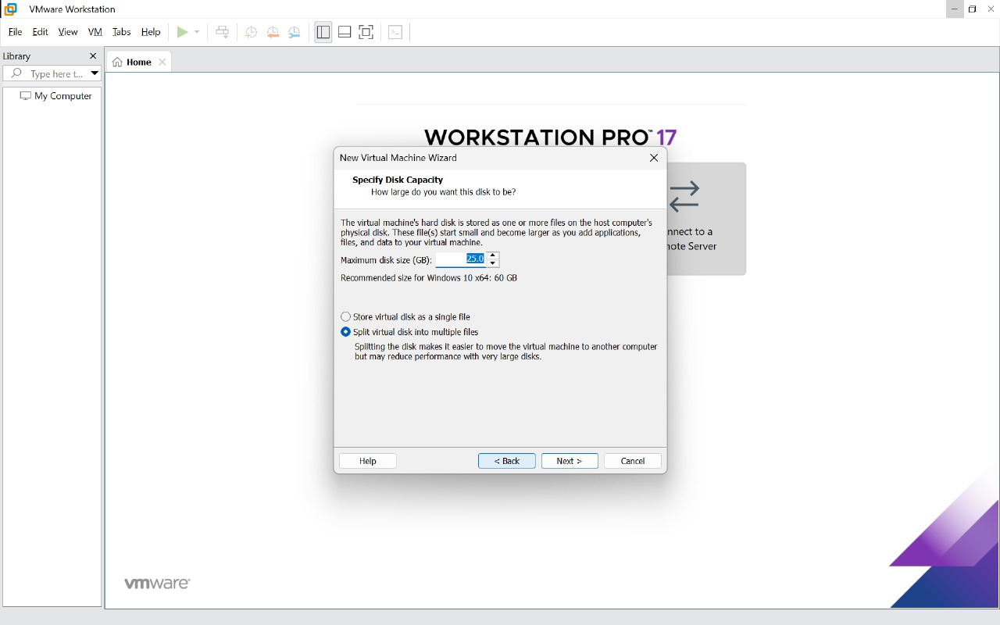 VMware Workstation
File Edit View VM Tabs Help
Library
Home
Type here t...
My Computer
WORKSTATION PRO™ 17
New Virtual Machine Wizard
Specify Disk Capacity
How large do you want this disk to be?
nnect to a
note Server
The virtual machine's hard disk is stored as one or more files on the host computer's
physical disk. These file(s) start small and become larger as you add applications,
files, and data to your virtual machine.
Maximum disk size (GB): 25.0
Recommended size for Windows 10 x64: 60 GB
Store virtual disk as a single file
Split virtual disk into multiple files
Splitting the disk makes it easier to move the virtual machine to another computer
but may reduce performance with very large disks.
Help < Back Next > Cancel
vmware®